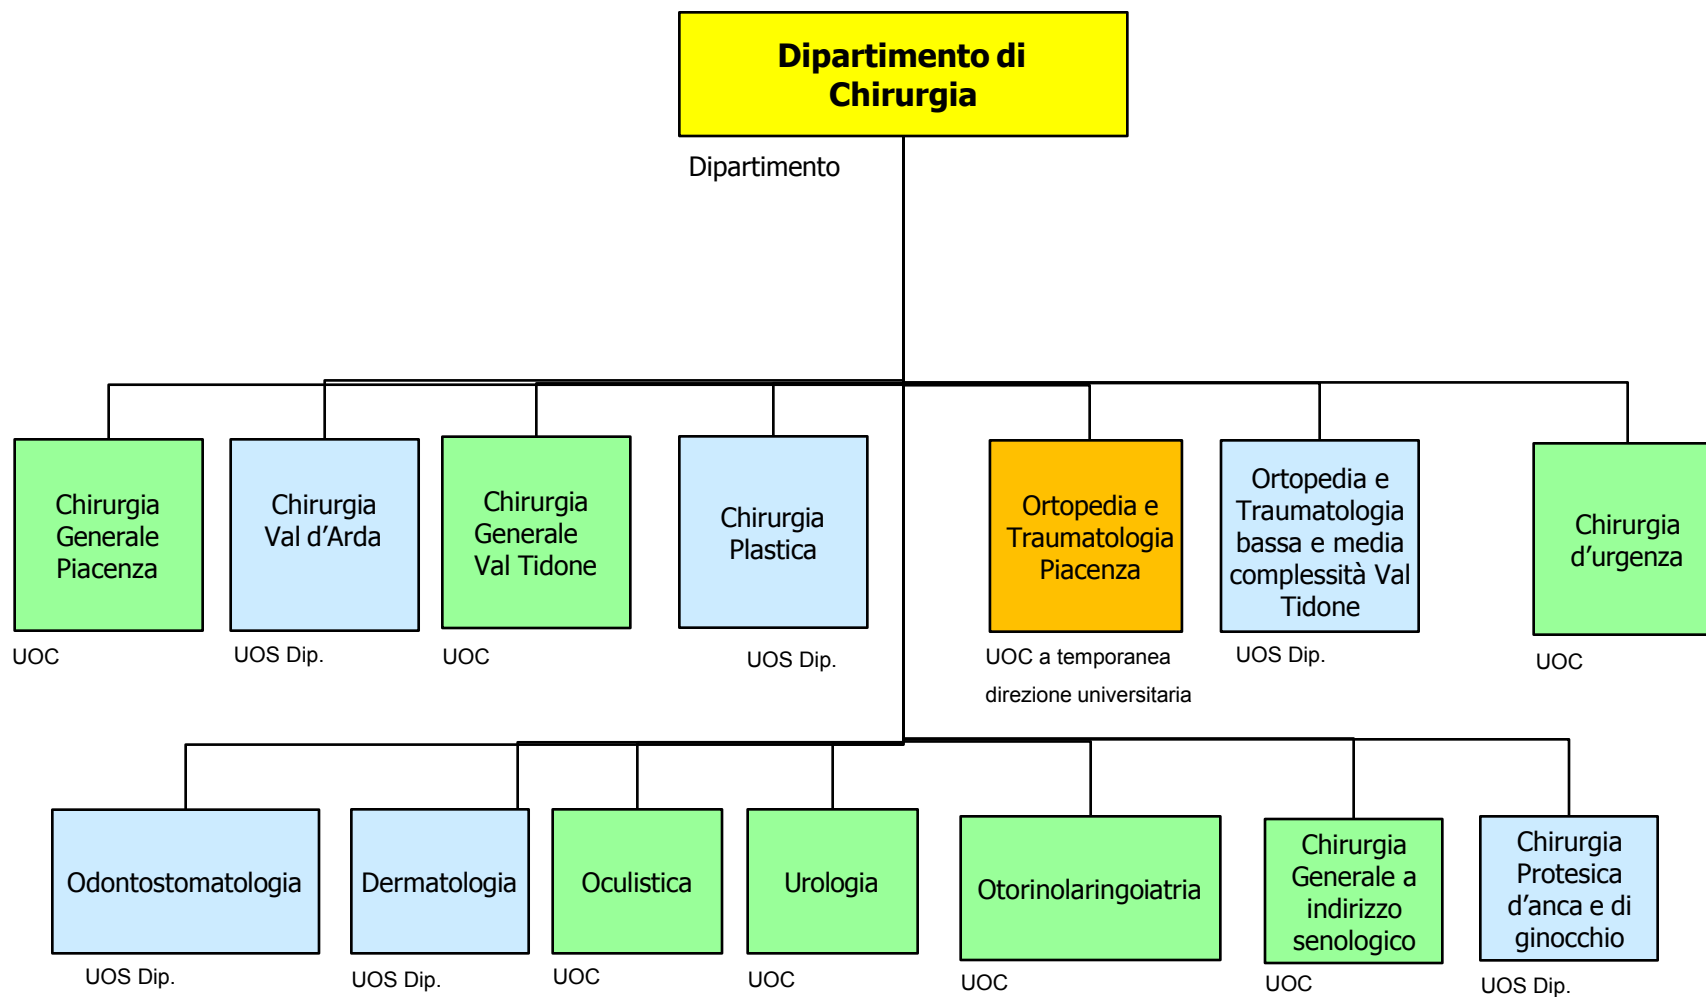 Dipartimento di
Chirurgia
Dipartimento
Chirurgia
Generale
Piacenza
UOC
Chirurgia
Val d’Arda
UOS Dip.
Chirurgia
Generale
Val Tidone
UOC
Chirurgia
Plastica
UOS Dip.
Ortopedia e
Traumatologia
Piacenza
UOC a temporanea
direzione universitaria
Ortopedia e
Traumatologia
bassa e media
complessità Val
Tidone
UOS Dip.
Chirurgia
d’urgenza
UOC
Odontostomatologia
UOS Dip.
Dermatologia
UOS Dip.
Oculistica
UOC
Urologia
UOC
Otorinolaringoiatria
UOC
Chirurgia
Generale a
indirizzo
senologico
UOC
Chirurgia
Protesica
d’anca e di
ginocchio
UOS Dip.